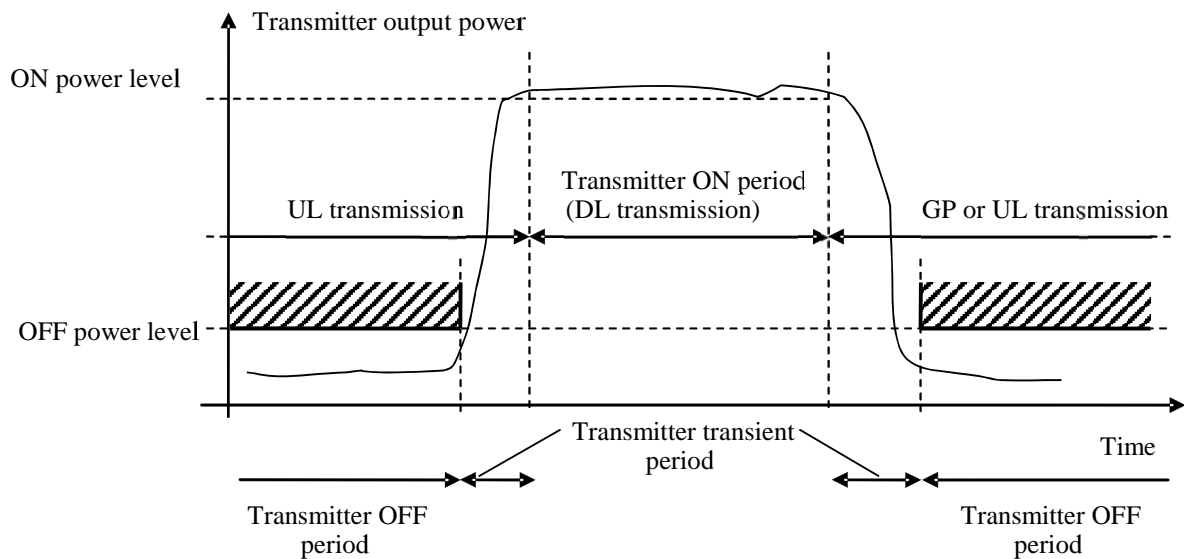 Transmitter output power
ON power level
Transmitter ON period
(DL transmission)
UL transmission
GP or UL transmission
OFF power level
Transmitter transient
period
Time
Transmitter OFF
period
Transmitter OFF
period